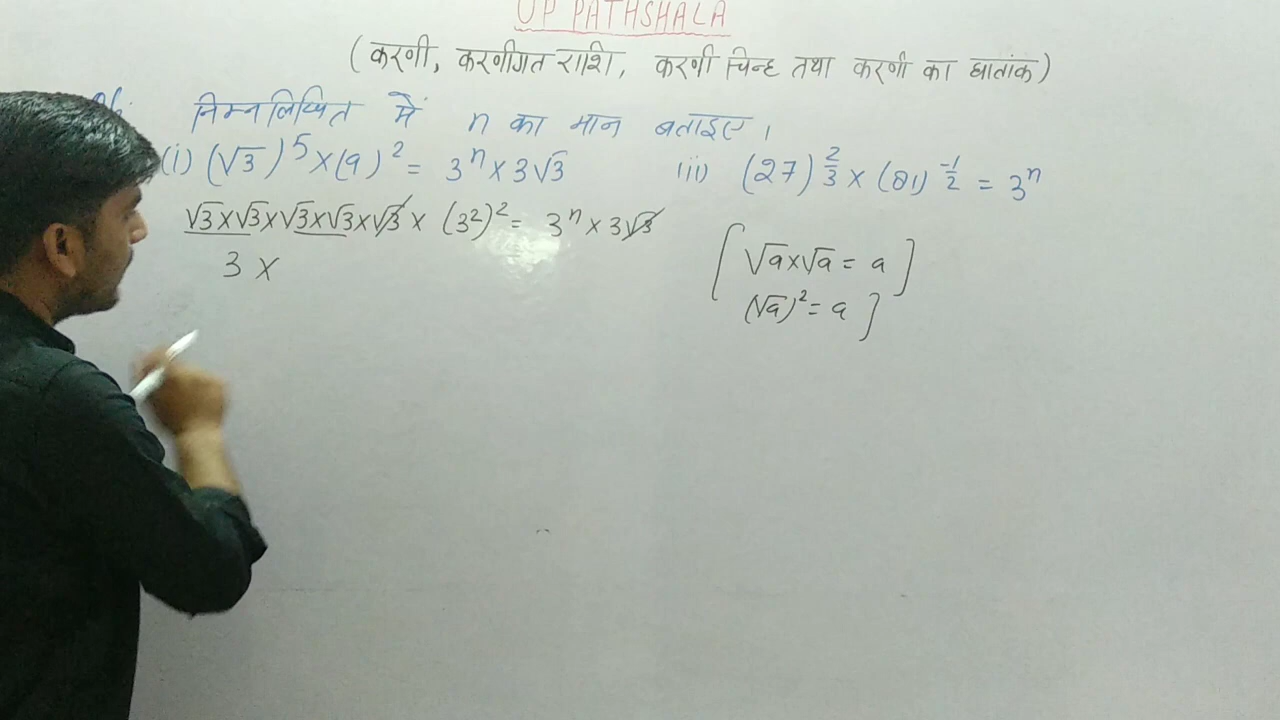 UP PATHSHALA
(करणी, करणीगत राशि, करणी चिन्ह तथा करणी का घातांक)
निम्नलिखित में n का मान बताइए।
(i) (√3)⁵ × (9)² = 3ⁿ × 3√3
(ii) (27)^(2/3) × (81)^(-1/2) = 3ⁿ
√3 × √3 × √3 × √3 × √3 × (3²)² = 3ⁿ × 3√3
3 ×
[ √a × √a = a ]
(√a)² = a ]